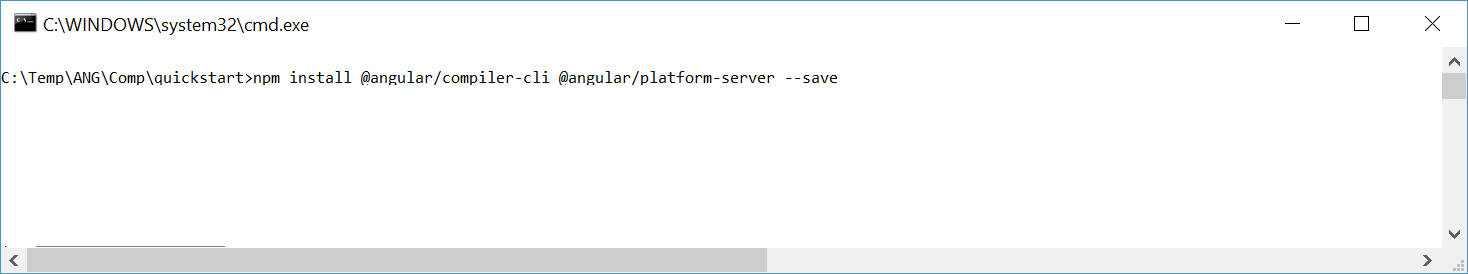 C:\WINDOWS\system32\cmd.exe
C:\Temp\ANG\Comp\quickstart>npm install @angular/compiler-cli @angular/platform-server --save